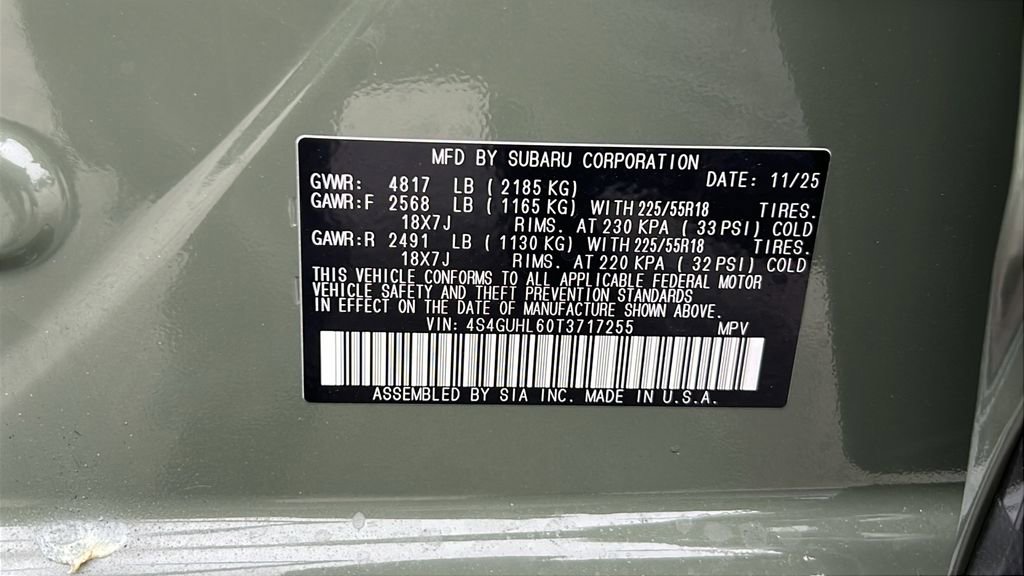 MFD BY SUBARU CORPORATION
DATE: 11/25
GVWR: 4817 LB ( 2185 KG)
GAWR:F 2568 LB ( 1165 KG) WITH 225/55R18 TIRES.
18X7J RIMS. AT 230 KPA ( 33 PSI) COLD
GAWR:R 2491 LB ( 1130 KG) WITH 225/55R18 TIRES.
18X7J RIMS. AT 220 KPA ( 32 PSI) COLD
THIS VEHICLE CONFORMS TO ALL APPLICABLE FEDERAL MOTOR
VEHICLE SAFETY AND THEFT PREVENTION STANDARDS
IN EFFECT ON THE DATE OF MANUFACTURE SHOWN ABOVE.
VIN: 4S4GUHL60T3717255 MPV
ASSEMBLED BY SIA INC. MADE IN U.S.A.